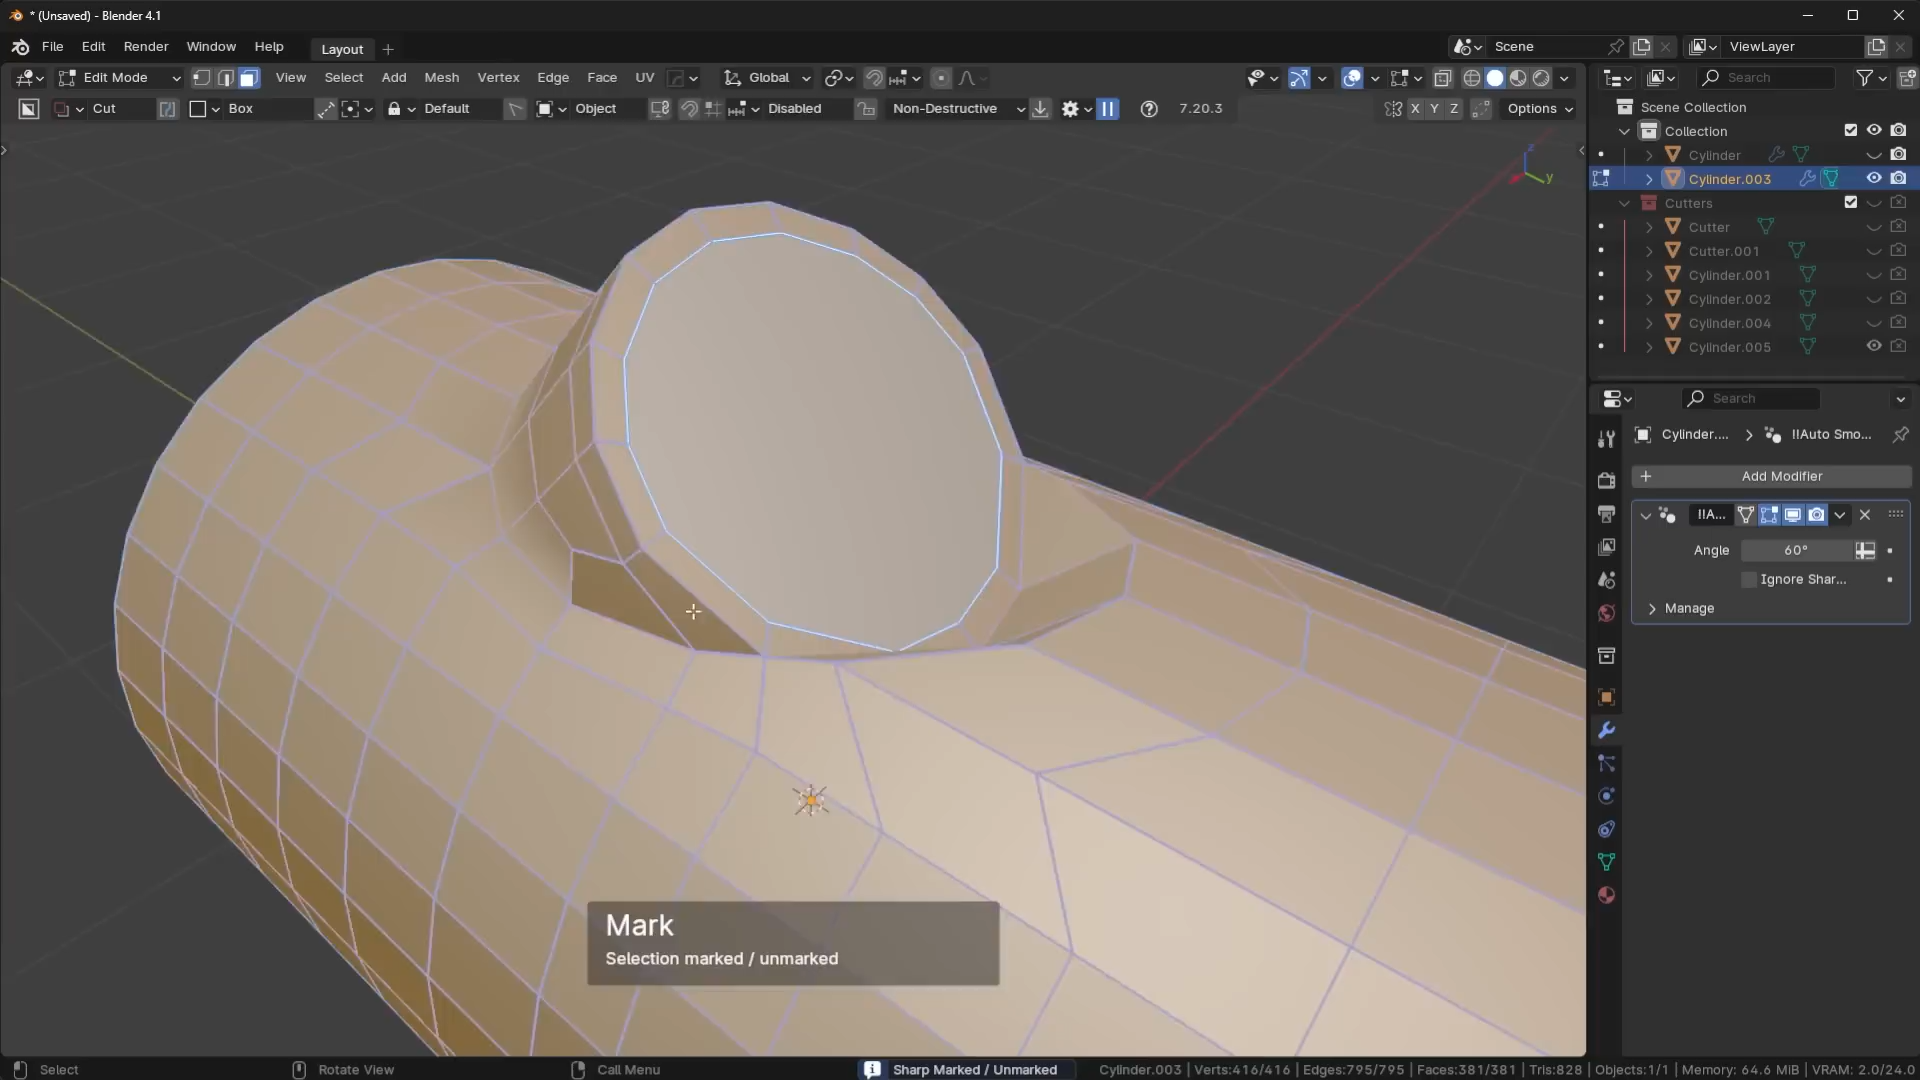 * (Unsaved) - Blender 4.1
File Edit Render Window Help Layout
Scene
ViewLayer
Edit Mode
View Select Add Mesh Vertex Edge Face UV
Global
Search
Cut
Box
Default
Object
Disabled
Non-Destructive
7.20.3
X Y Z
Options
Scene Collection
Collection
Cylinder
Cylinder.003
Cutters
Cutter
Cutter.001
Cylinder.001
Cylinder.002
Cylinder.004
Cylinder.005
z
y
Search
Cylinder....
!!Auto Smo...
Add Modifier
!!A...
Angle 60°
Ignore Shar...
Manage
Mark
Selection marked / unmarked
Select
Rotate View
Call Menu
Sharp Marked / Unmarked
Cylinder.003 | Verts:416/416 | Edges:795/795 | Faces:381/381 | Tris:828 | Objects:1/1 | Memory: 64.6 MiB | VRAM: 2.0/24.0